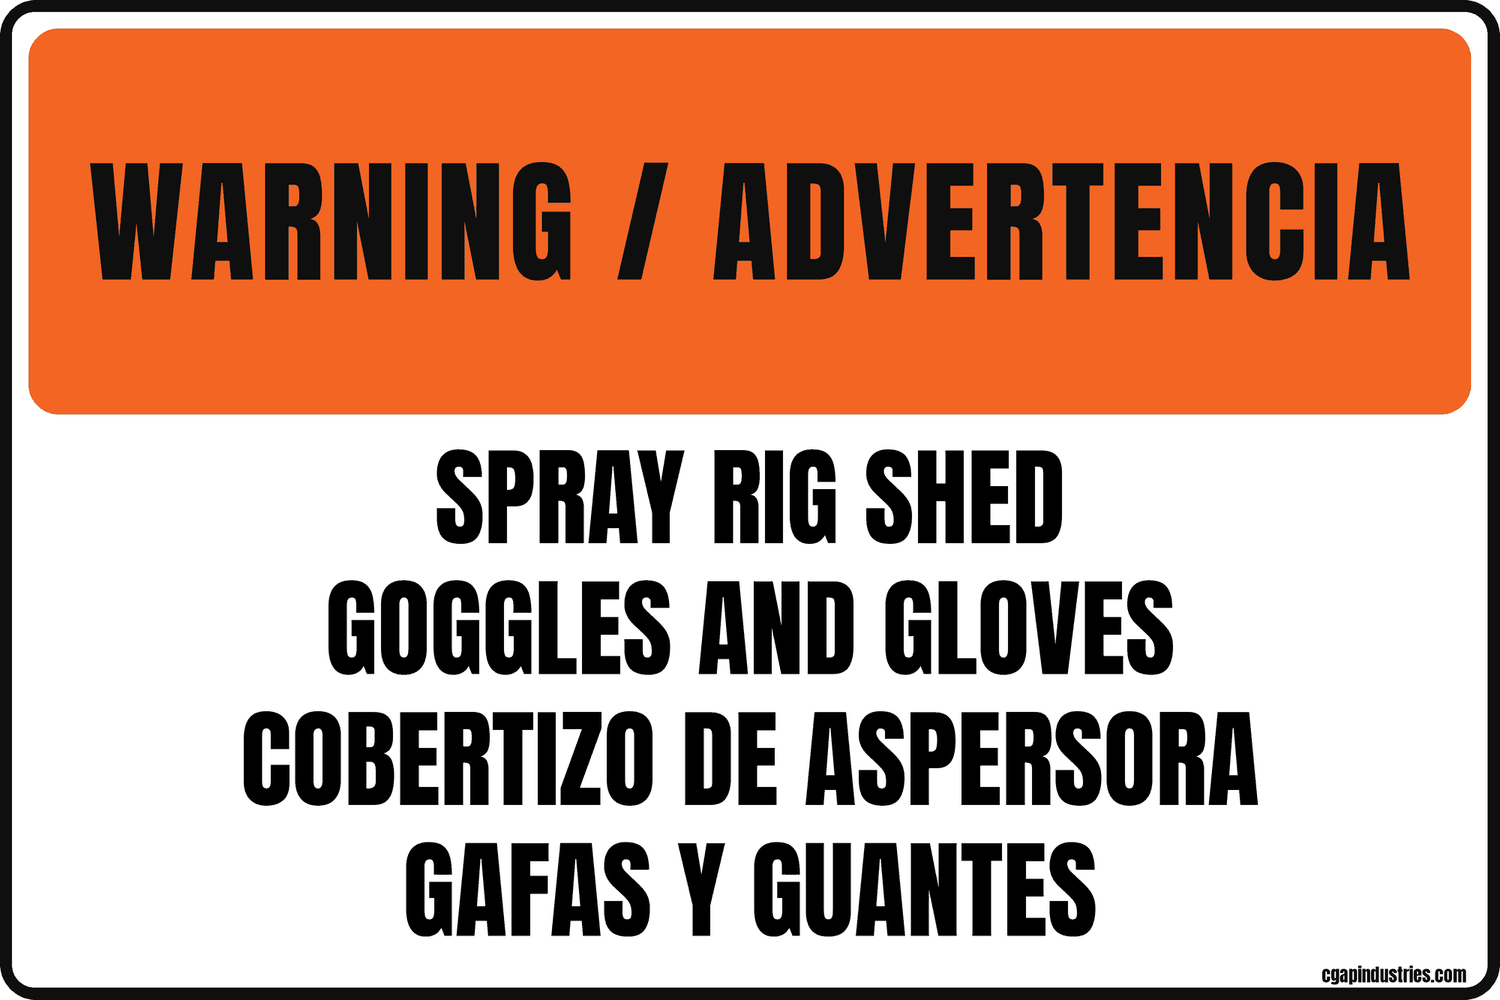 WARNING / ADVERTENCIA
SPRAY RIG SHED
GOGGLES AND GLOVES
COBERTIZO DE ASPERSORA
GAFAS Y GUANTES
cgapindustries.com